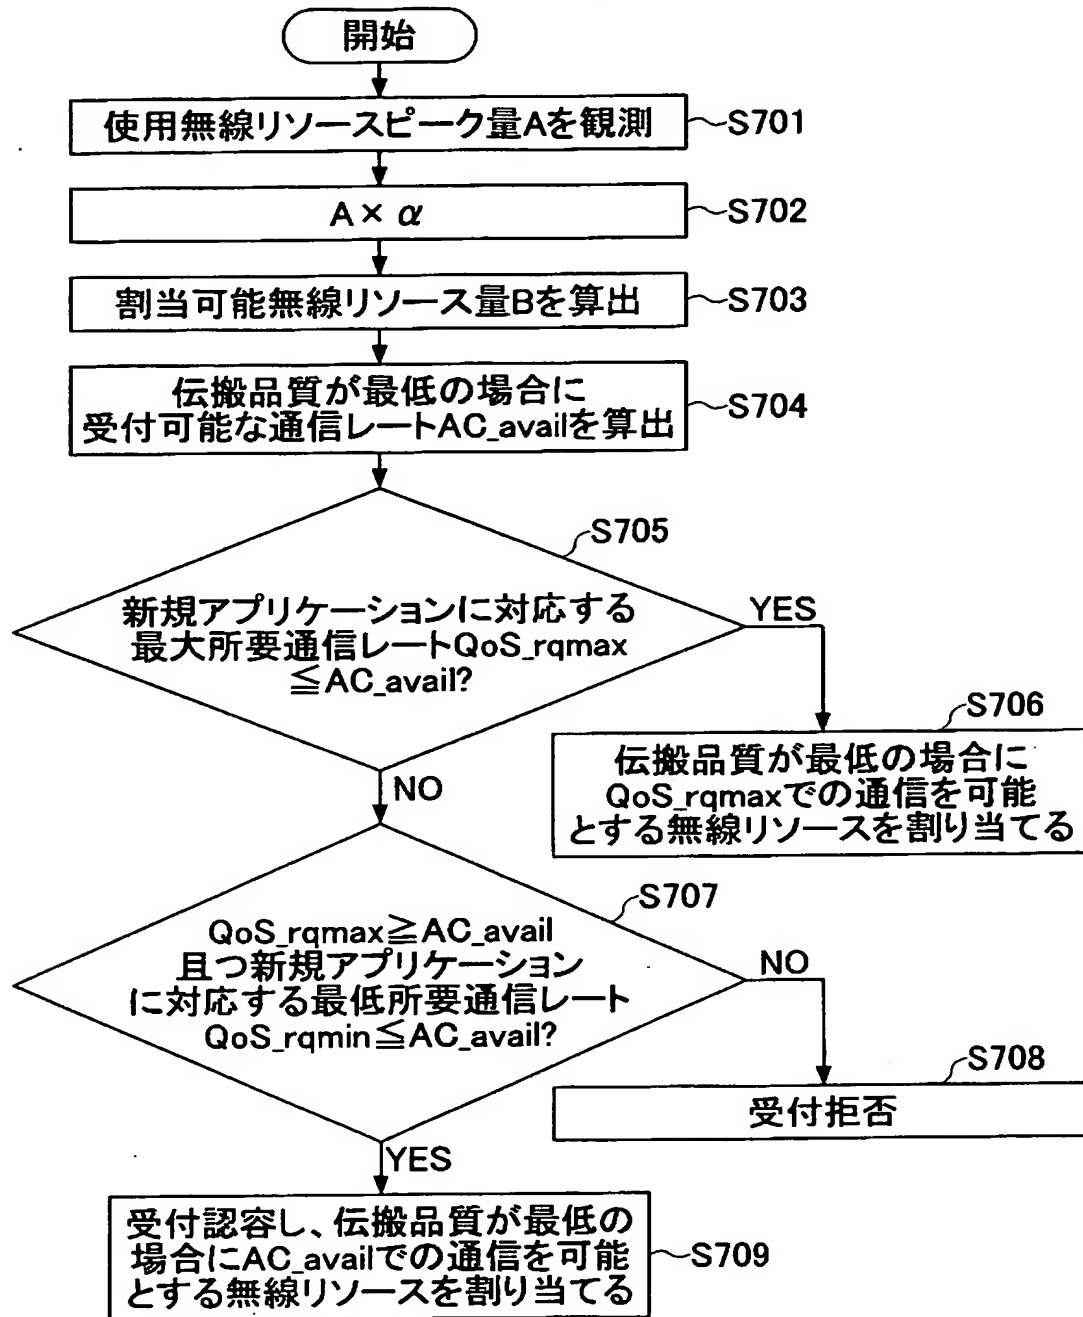 開始
使用無線リソースピーク量Aを観測
S701
A× α
S702
割当可能無線リソース量Bを算出
S703
伝搬品質が最低の場合に
受付可能な通信レートAC_availを算出
S704
S705
新規アプリケーションに対応する
最大所要通信レートQoS_rqmax
≦AC_avail?
YES
S706
伝搬品質が最低の場合に
QoS_rqmaxでの通信を可能
とする無線リソースを割り当てる
NO
S707
QoS_rqmax≧AC_avail
且つ新規アプリケーション
に対応する最低所要通信レート
QoS_rqmin≦AC_avail?
NO
S708
受付拒否
YES
受付認容し、伝搬品質が最低の
場合にAC_availでの通信を可能
とする無線リソースを割り当てる
S709